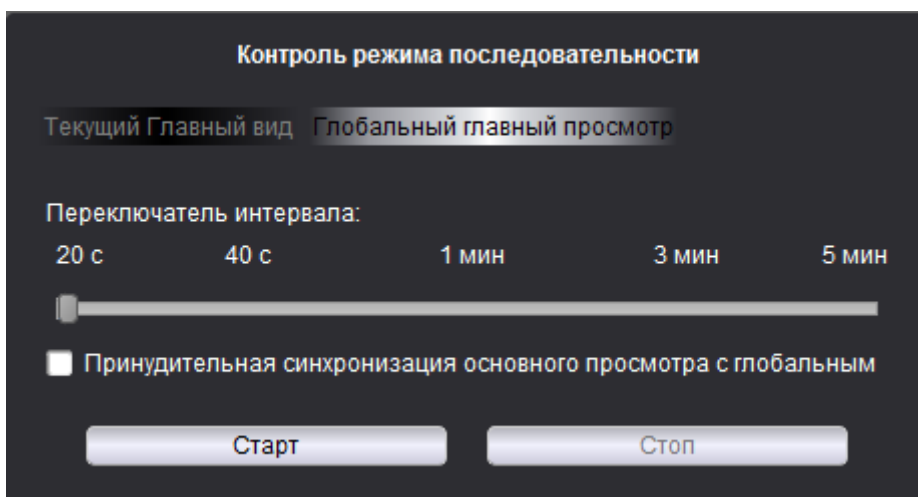 Контроль режима последовательности
Текущий Главный вид Глобальный главный просмотр
Переключатель интервала:
20 с 40 с 1 мин 3 мин 5 мин
Принудительная синхронизация основного просмотра с глобальным
Старт Стоп